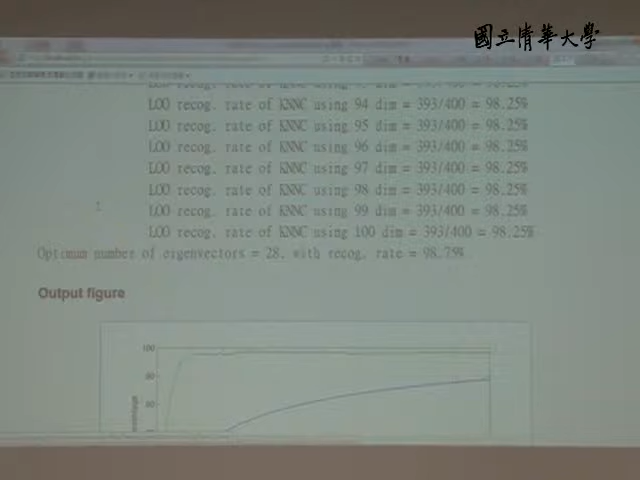 國立清華大學
LOO recog. rate of KNNC using 94 dim = 393/400 = 98.25%
LOO recog. rate of KNNC using 95 dim = 393/400 = 98.25%
LOO recog. rate of KNNC using 96 dim = 393/400 = 98.25%
LOO recog. rate of KNNC using 97 dim = 393/400 = 98.25%
LOO recog. rate of KNNC using 98 dim = 393/400 = 98.25%
LOO recog. rate of KNNC using 99 dim = 393/400 = 98.25%
LOO recog. rate of KNNC using 100 dim = 393/400 = 98.25%
Optimum number of eigenvectors = 28, with recog. rate = 98.75%
Output figure
100
80
60